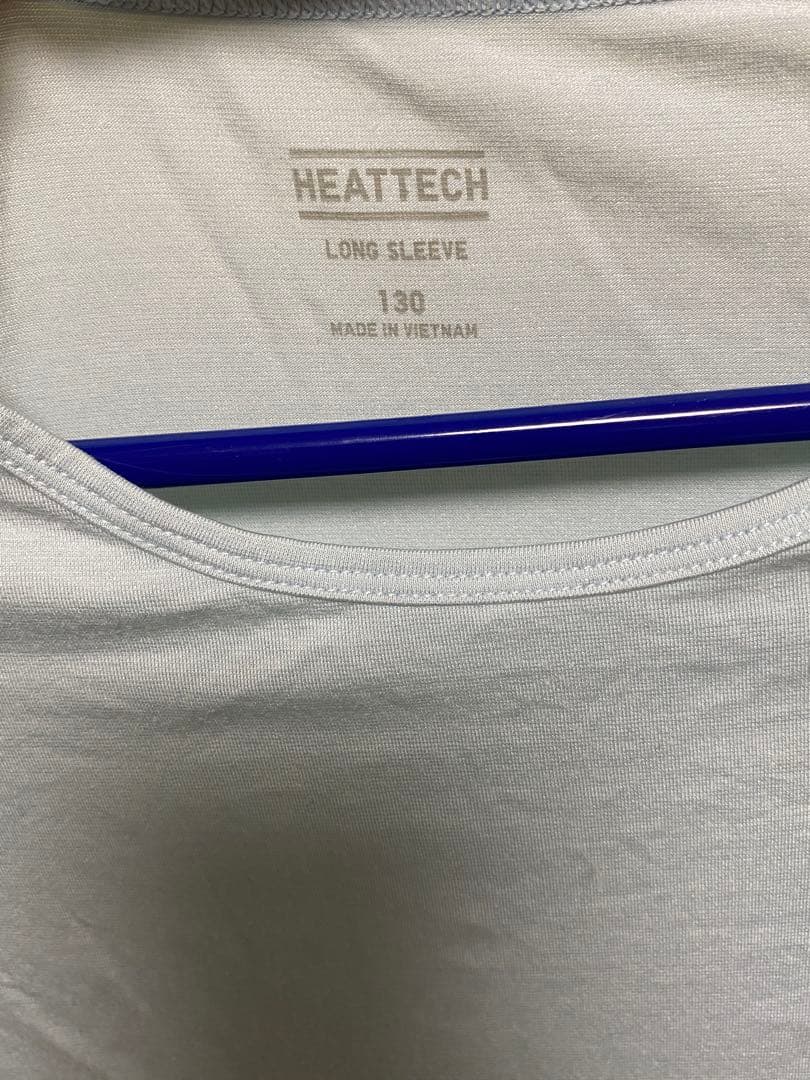 HEATTECH
LONG SLEEVE
130
MADE IN VIETNAM